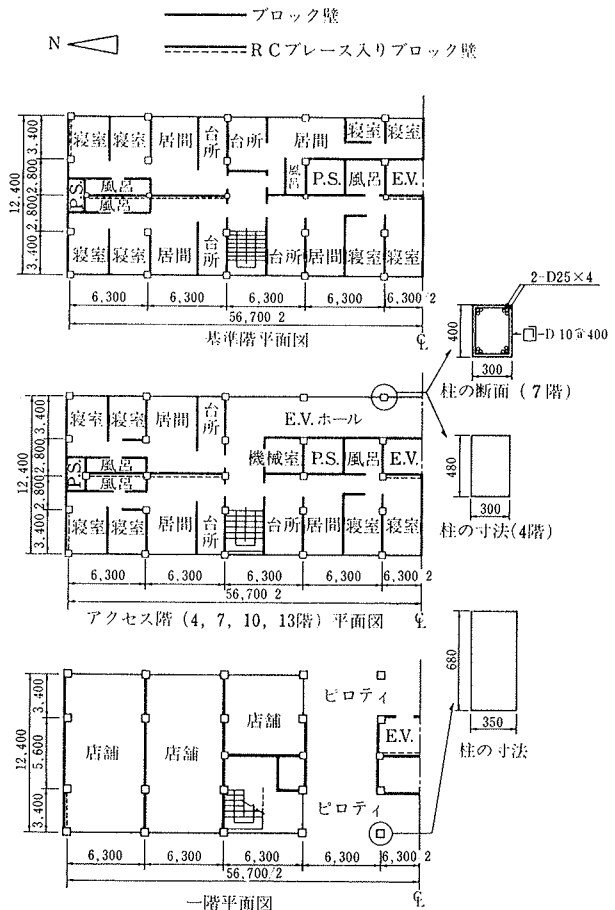 ブロック壁
N
RCブレース入りブロック壁
寝室 寝室 居間 台所 台所 居間 寝室 寝室
P.S. 風呂 風呂 風呂 P.S. 風呂 E.V.
寝室 寝室 居間 台所 台所 居間 寝室 寝室
12,400
3,400
2,800
2,800
3,400
6,300 6,300 6,300 6,300 6,300 2
56,700 2
基準階平面図
℄
2-D25×4
400
300
-D10@400
柱の断面(7階)
寝室 寝室 居間 台所 E.V.ホール
P.S. 風呂 風呂 機械室 P.S. 風呂 E.V.
寝室 寝室 居間 台所 台所 居間 寝室 寝室
12,400
3,400
2,800
2,800
3,400
480
300
柱の寸法(4階)
6,300 6,300 6,300 6,300 6,300 2
56,700 2
アクセス階(4, 7, 10, 13階)平面図
℄
ピロティ
店舗 店舗 店舗
E.V.
ピロティ
12,400
3,400
5,600
3,400
680
350
柱の寸法
6,300 6,300 6,300 6,300 6,300 2
56,700/2
一階平面図
℄